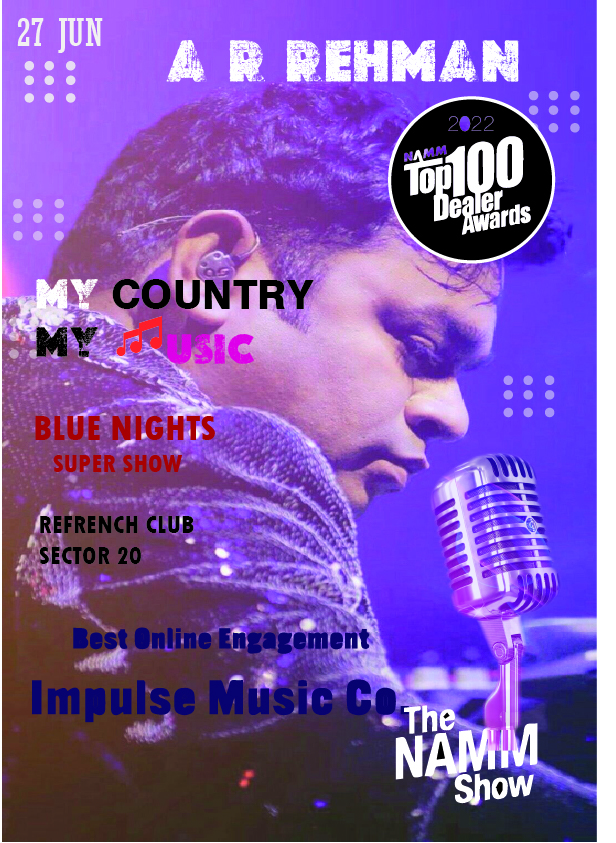 27 JUN
A R REHMAN
2022
NAMM
Top100
Dealer
Awards
MY COUNTRY
MY MUSIC
BLUE NIGHTS
SUPER SHOW
REFRENCH CLUB
SECTOR 20
Best Online Engagement
Impulse Music Co.
The
NAMM
Show